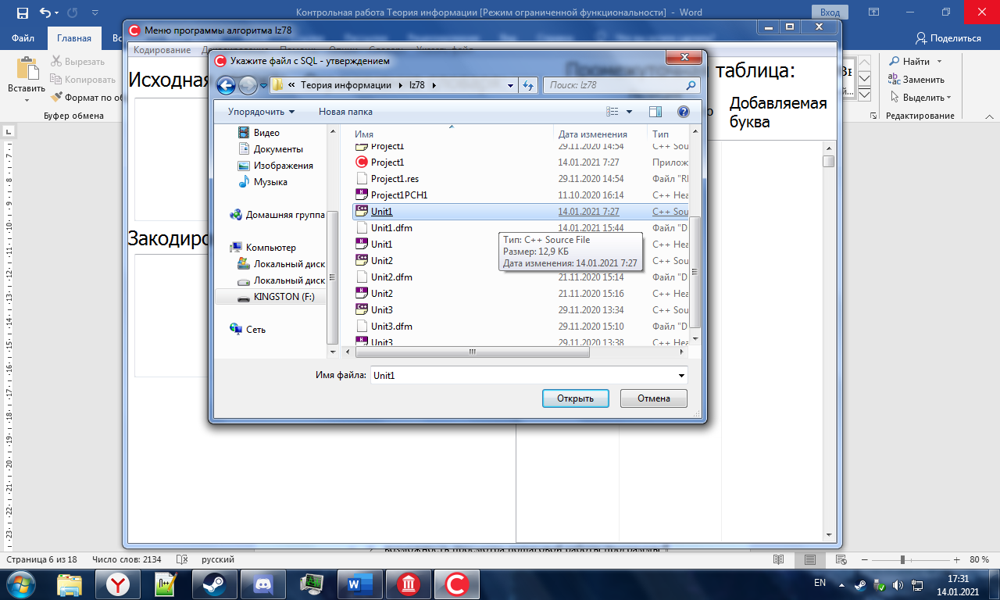 Контрольная работа Теория информации [Режим ограниченной функциональности] - Word
Вход
Файл
Главная
Поделиться
Вставить
Вырезать
Копировать
Формат по об
Буфер обмена
Найти
Заменить
Выделить
Редактирование
Меню программы алгоритма lz78
Кодирование
Исходная
таблица:
Добавляемая
буква
Закодиро
Укажите файл с SQL - утверждением
« Теория информации
lz78
Поиск: lz78
Упорядочить
Новая папка
Видео
Документы
Изображения
Музыка
Домашняя группа
Компьютер
Локальный диск
Локальный диск
KINGSTON (F:)
Сеть
Имя Дата изменения Тип
Project1 29.11.2020 14:54 C++ Sou
Project1 14.01.2021 7:27 Прилож
Project1.res 29.11.2020 14:54 Файл "RE
Project1PCH1 11.10.2020 16:14 C++ Hea
Unit1 14.01.2021 7:27 C++ Sou
Unit1.dfm 14.01.2021 15:44 Файл "D
Unit1 C++ Hea
Unit2 C++ Sou
Unit2.dfm 21.11.2020 15:14 Файл "D
Unit2 21.11.2020 15:16 C++ Hea
Unit3 29.11.2020 13:34 C++ Sou
Unit3.dfm 29.11.2020 15:10 Файл "D
Unit3 29.11.2020 13:38 C++ Hea
Тип: C++ Source File
Размер: 12,9 КБ
Дата изменения: 14.01.2021 7:27
Имя файла: Unit1
Открыть
Отмена
возможность просмотра пошаговой работы программы
Страница 6 из 18
Число слов: 2134
русский
80 %
EN
17:31
14.01.2021